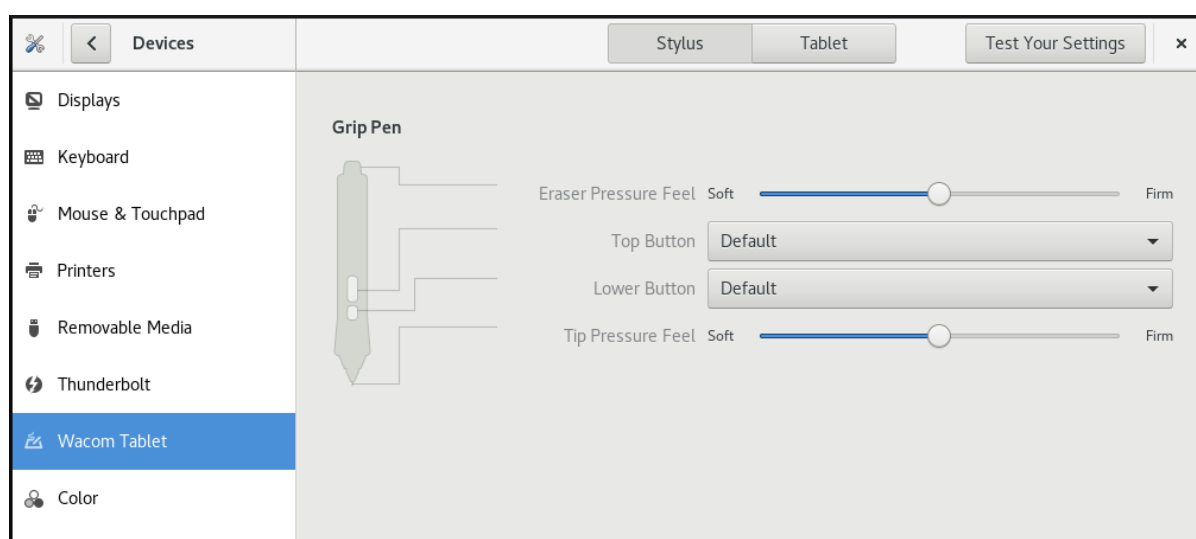 Devices
Stylus
Tablet
Test Your Settings
Displays
Keyboard
Mouse & Touchpad
Printers
Removable Media
Thunderbolt
Wacom Tablet
Color
Grip Pen
Eraser Pressure Feel Soft Firm
Top Button Default
Lower Button Default
Tip Pressure Feel Soft Firm